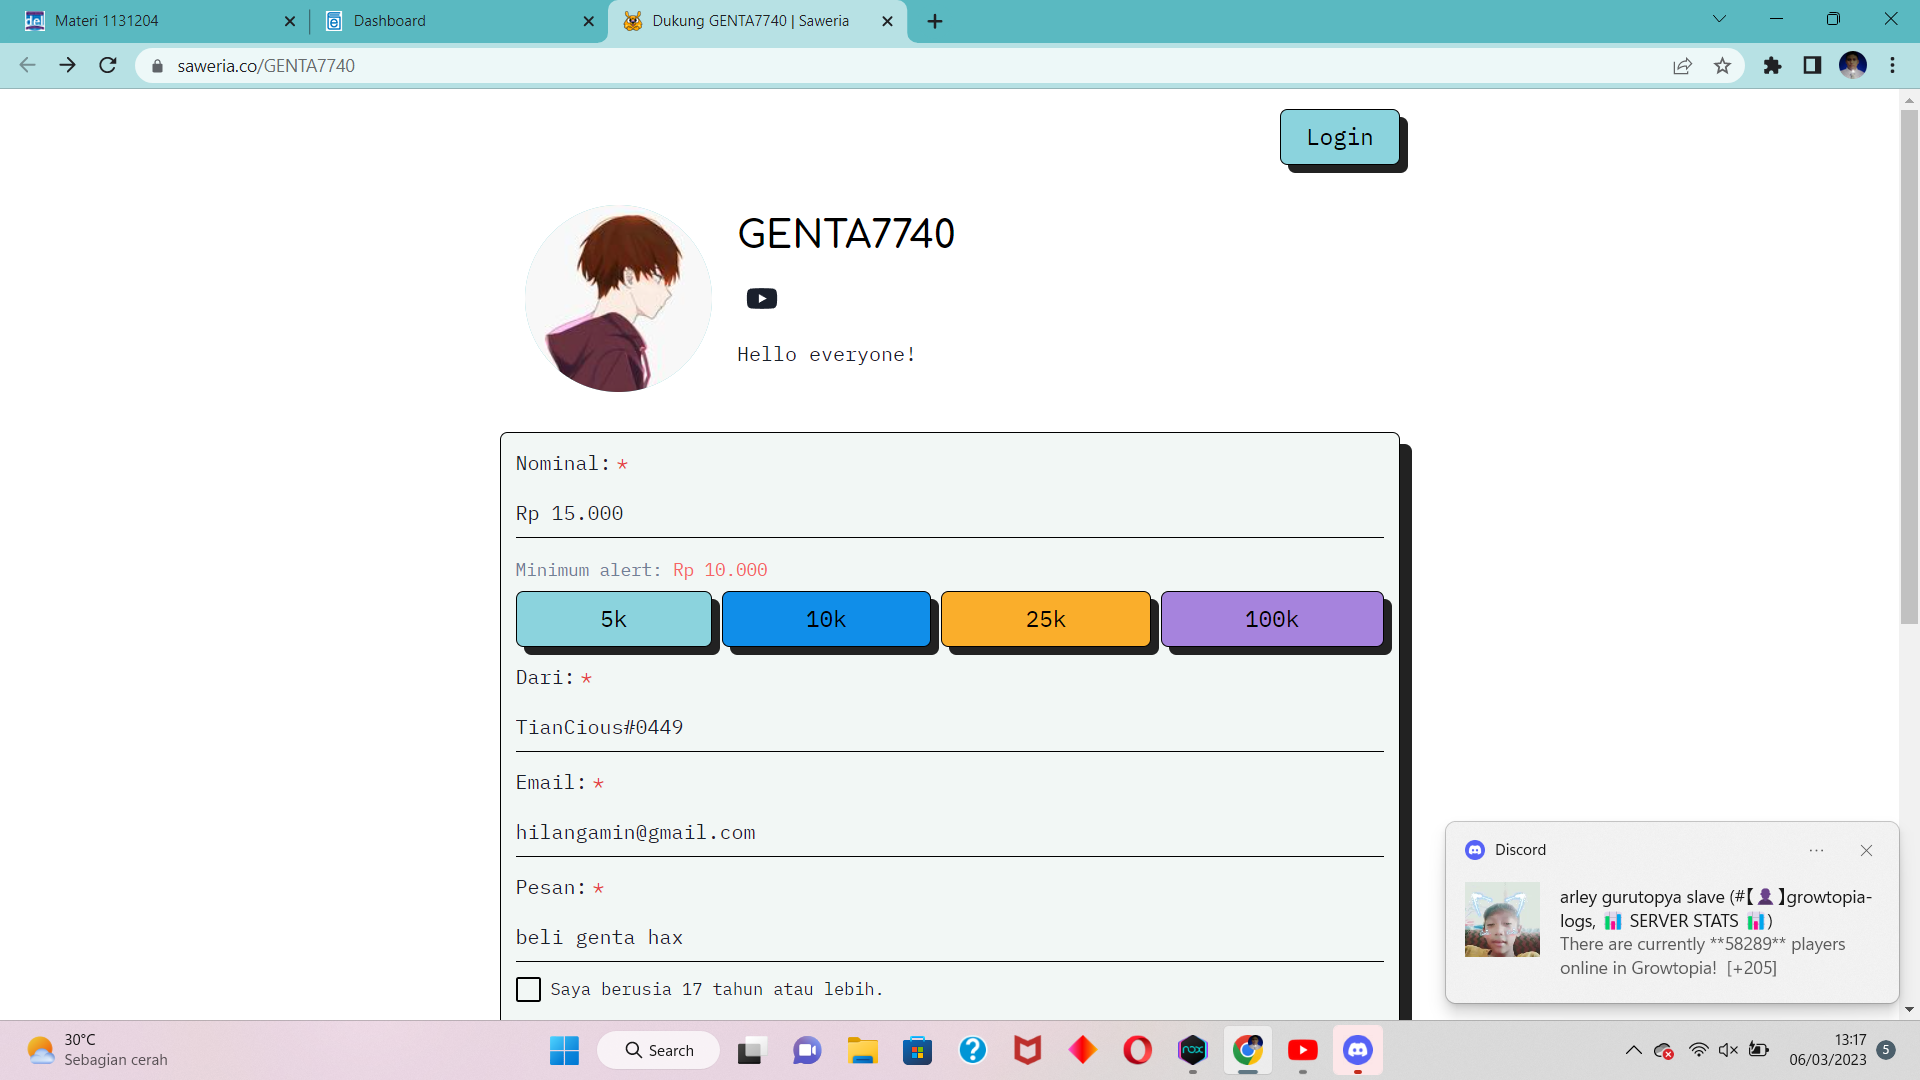 del Materi 1131204
Dashboard
Dukung GENTA7740 | Saweria
saweria.co/GENTA7740
Login
GENTA7740
Hello everyone!
Nominal: *
Rp 15.000
Minimum alert: Rp 10.000
5k
10k
25k
100k
Dari: *
TianCious#0449
Email: *
hilangamin@gmail.com
Pesan: *
beli genta hax
Saya berusia 17 tahun atau lebih.
Discord
arley gurutopya slave (#【👤】growtopia-
logs, 📊 SERVER STATS 📊)
There are currently **58289** players
online in Growtopia! [+205]
30°C
Sebagian cerah
Search
nox
13:17
06/03/2023
5